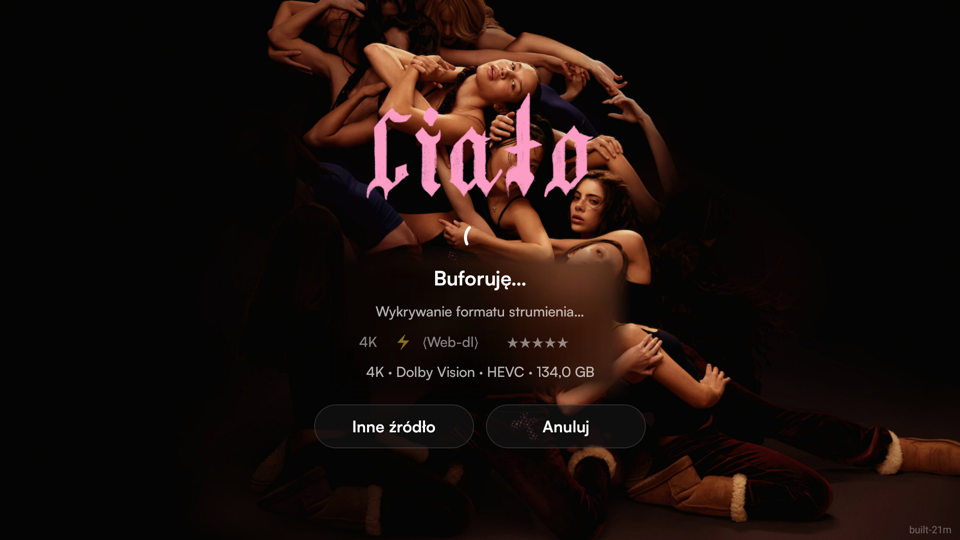 Ciało
Buforuję...
Wykrywanie formatu strumienia...
4K ⚡ (Web-dl) ★★★★★
4K · Dolby Vision · HEVC · 134,0 GB
Inne źródło Anuluj
built-21m